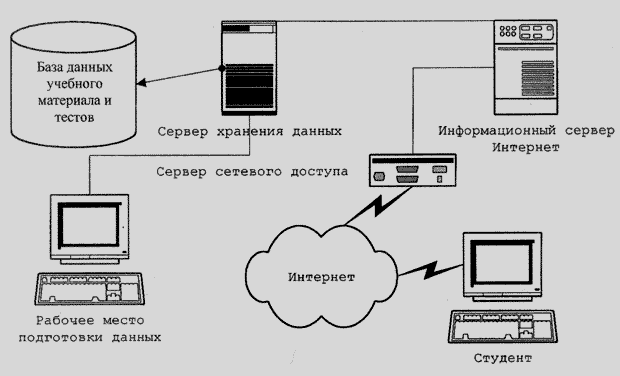 База данных
учебного
материала и
тестов
Сервер хранения данных
Информационный сервер
Интернет
Сервер сетевого доступа
Интернет
Рабочее место
подготовки данных
Студент